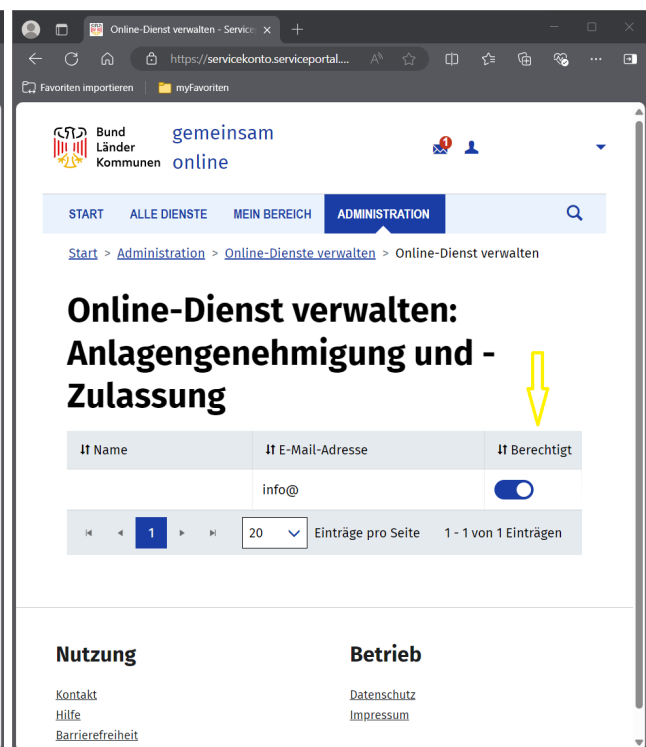 Online-Dienst verwalten - Service
https://servicekonto.serviceportal....
Favoriten importieren
myFavoriten
Bund
Länder
Kommunen
gemeinsam
online
1
START ALLE DIENSTE MEIN BEREICH ADMINISTRATION
Start > Administration > Online-Dienste verwalten > Online-Dienst verwalten
Online-Dienst verwalten:
Anlagengenehmigung und -
Zulassung
Name E-Mail-Adresse Berechtigt
info@
1 20 Einträge pro Seite 1 - 1 von 1 Einträgen
Nutzung
Kontakt
Hilfe
Barrierefreiheit
Betrieb
Datenschutz
Impressum